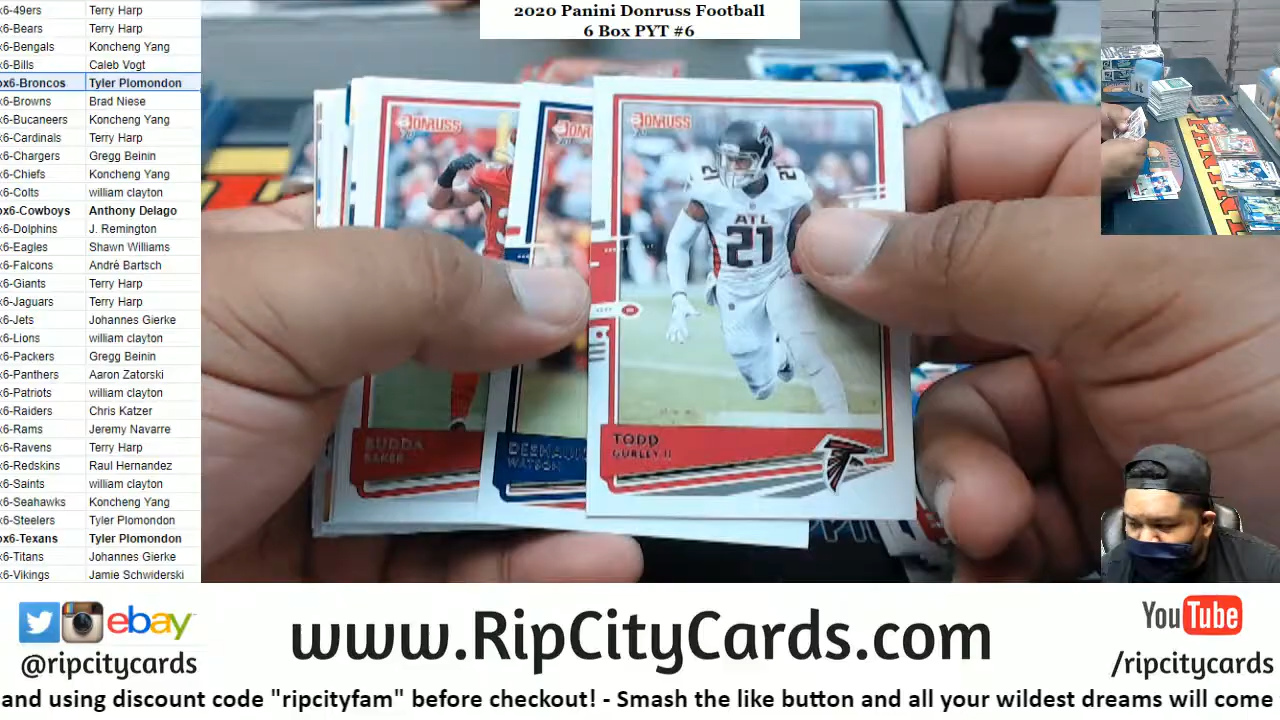 x6-49ers Terry Harp
x6-Bears Terry Harp
x6-Bengals Koncheng Yang
x6-Bills Caleb Vogt
ox6-Broncos Tyler Plomondon
x6-Browns Brad Niese
x6-Bucaneers Koncheng Yang
x6-Cardinals Terry Harp
x6-Chargers Gregg Beinin
x6-Chiefs Koncheng Yang
x6-Colts william clayton
ox6-Cowboys Anthony Delago
x6-Dolphins J. Remington
x6-Eagles Shawn Williams
x6-Falcons André Bartsch
x6-Giants Terry Harp
x6-Jaguars Terry Harp
x6-Jets Johannes Gierke
x6-Lions william clayton
x6-Packers Gregg Beinin
x6-Panthers Aaron Zatorski
x6-Patriots william clayton
x6-Raiders Chris Katzer
x6-Rams Jeremy Navarre
x6-Ravens Terry Harp
x6-Redskins Raul Hernandez
x6-Saints william clayton
x6-Seahawks Koncheng Yang
x6-Steelers Tyler Plomondon
ox6-Texans Tyler Plomondon
x6-Titans Johannes Gierke
x6-Vikings Jamie Schwiderski
2020 Panini Donruss Football
6 Box PYT #6
DONRUSS
BUDDA
BAKER
DESHAUN
WATSON
DONRUSS
ATL
21
TODD
GURLEY II
ebay
@ripcitycards
www.RipCityCards.com
YouTube
/ripcitycards
and using discount code "ripcityfam" before checkout! - Smash the like button and all your wildest dreams will come